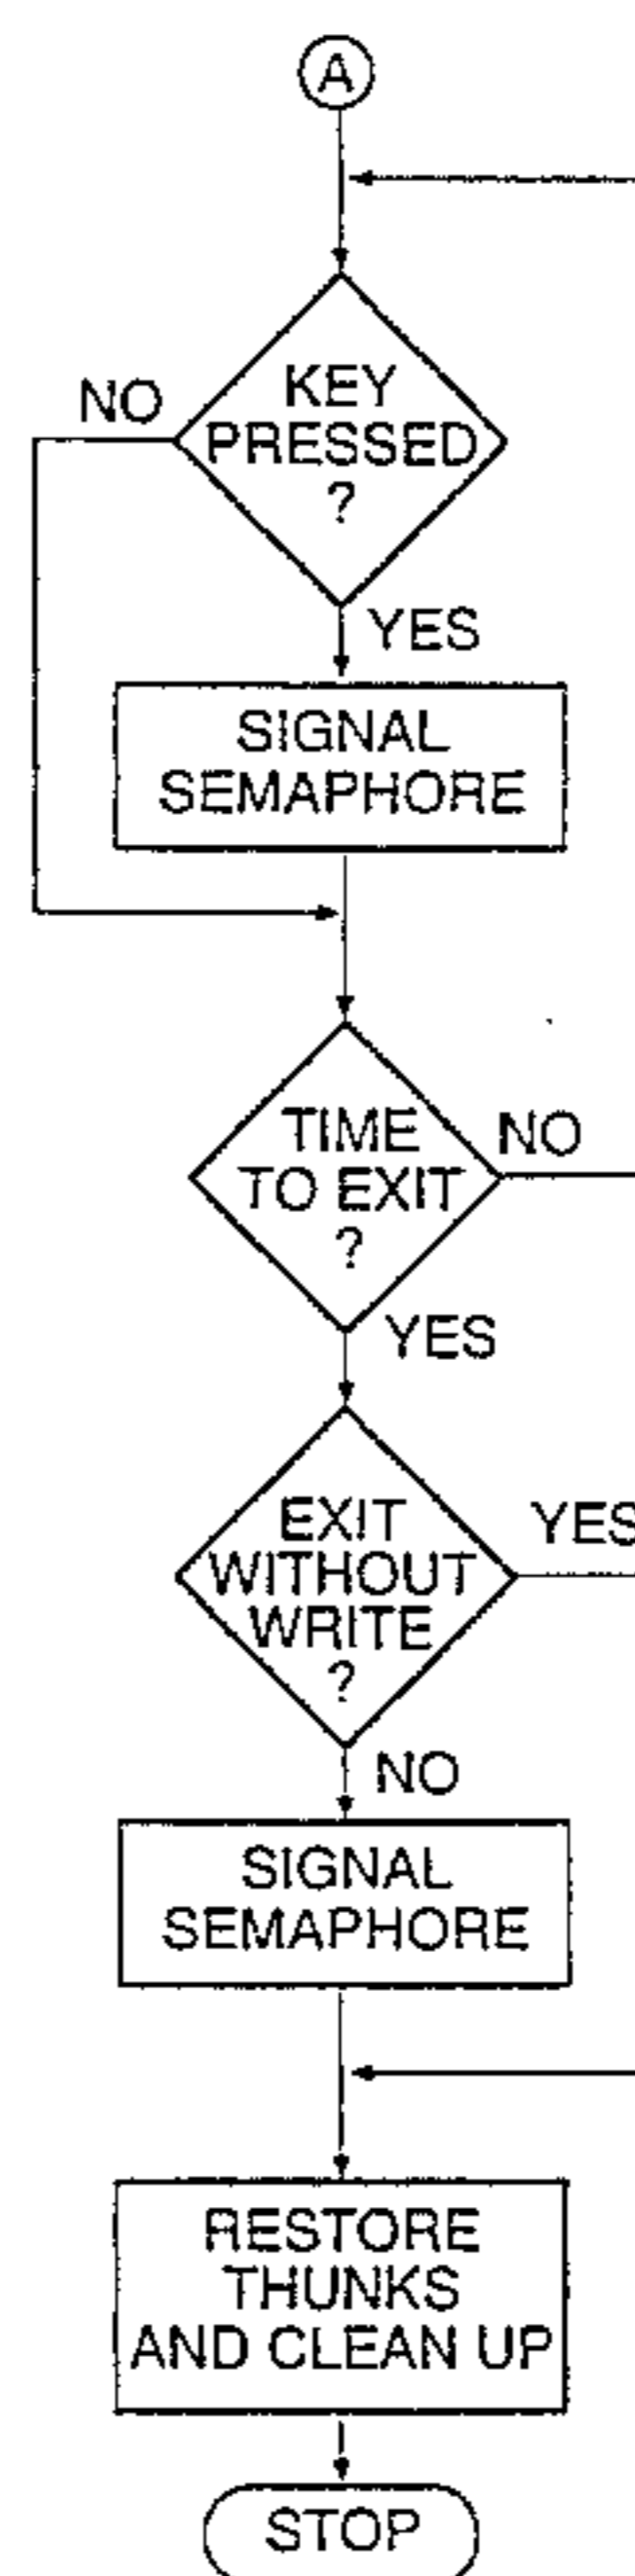 A
KEY
PRESSED
?
NO
YES
SIGNAL
SEMAPHORE
TIME
TO EXIT
?
NO
YES
EXIT
WITHOUT
WRITE
?
YES
NO
SIGNAL
SEMAPHORE
RESTORE
THUNKS
AND CLEAN UP
STOP